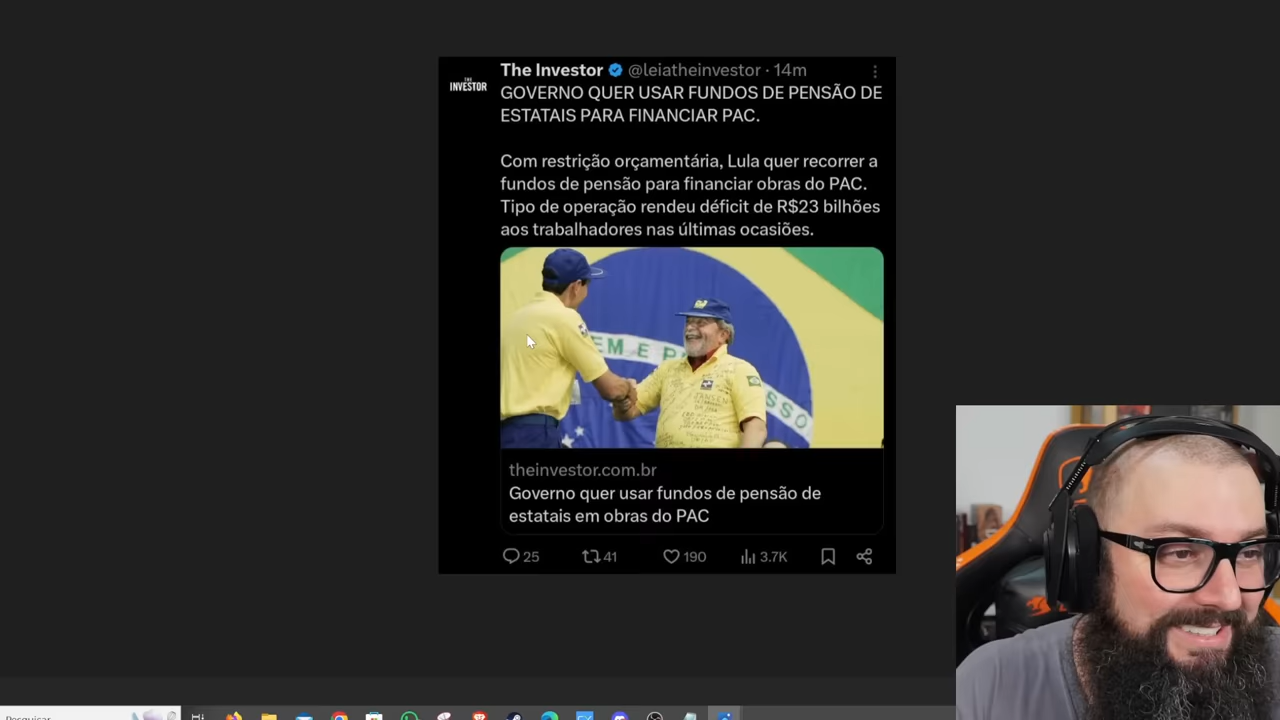 The Investor @leiatheinvestor · 14m
THE
INVESTOR
GOVERNO QUER USAR FUNDOS DE PENSÃO DE
ESTATAIS PARA FINANCIAR PAC.
Com restrição orçamentária, Lula quer recorrer a
fundos de pensão para financiar obras do PAC.
Tipo de operação rendeu déficit de R$23 bilhões
aos trabalhadores nas últimas ocasiões.
EM E P
SSO
theinvestor.com.br
Governo quer usar fundos de pensão de
estatais em obras do PAC
25 41 190 3.7K
Pesquisar